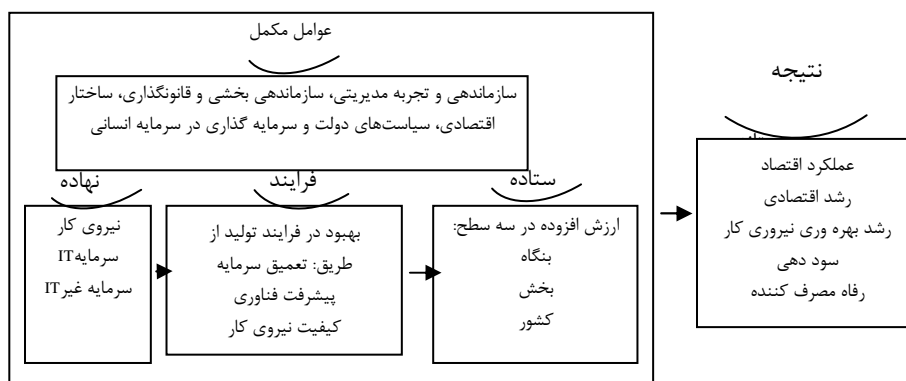 عوامل مکمل
سازماندهی و تجربه مدیریتی، سازماندهی بخشی و قانونگذاری، ساختار
اقتصادی، سیاست‌های دولت و سرمایه گذاری در سرمایه انسانی
نهاده
نیروی کار
سرمایهIT
سرمایه غیرIT
فرایند
بهبود در فرایند تولید از
طریق: تعمیق سرمایه
پیشرفت فناوری
کیفیت نیروی کار
ستاده
ارزش افزوده در سه سطح:
بنگاه
بخش
کشور
نتیجه
عملکرد اقتصاد
رشد اقتصادی
رشد بهره وری نیروری کار
سود دهی
رفاه مصرف کننده